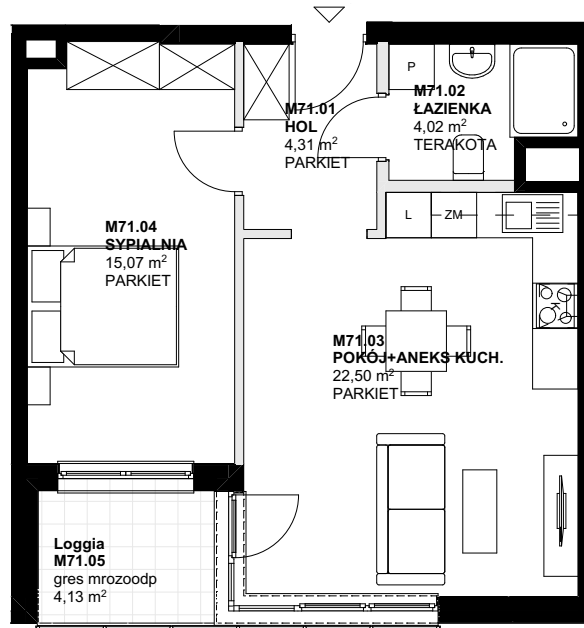 P
M71.01
HOL
4,31 m²
PARKIET
M71.02
ŁAZIENKA
4,02 m²
TERAKOTA
L
ZM
M71.04
SYPIALNIA
15,07 m²
PARKIET
K
M71.03
POKÓJ+ANEKS KUCH.
22,50 m²
PARKIET
Loggia
M71.05
gres mrozoodp
4,13 m²